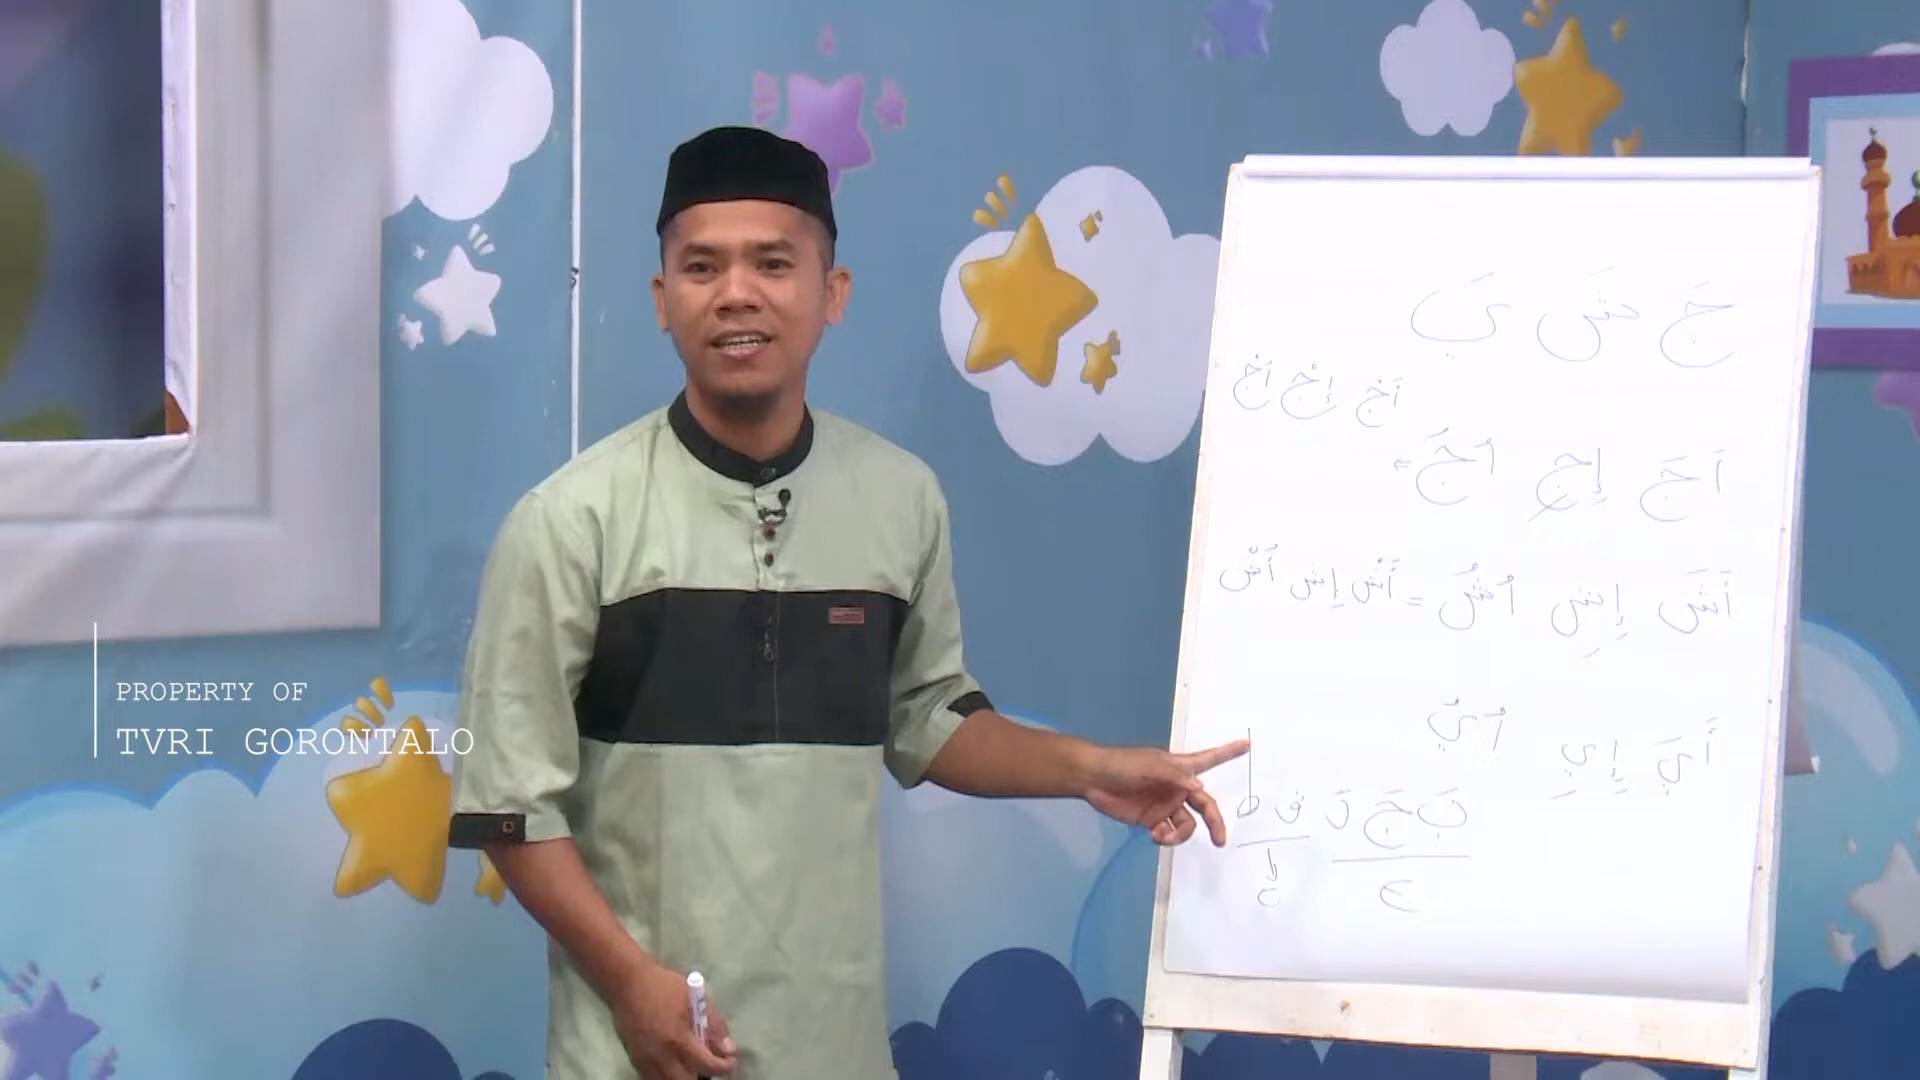 جَ شَ يَ
اَجْ إِجْ اُجْ
اَجَ إِجِ اُجُ =
أَشَ إِشِ اُشُ = أَشْ إِشْ اُشْ
أَيَ إِيِ اُيُ
بَ جَ دَ
PROPERTY OF
TVRI GORONTALO